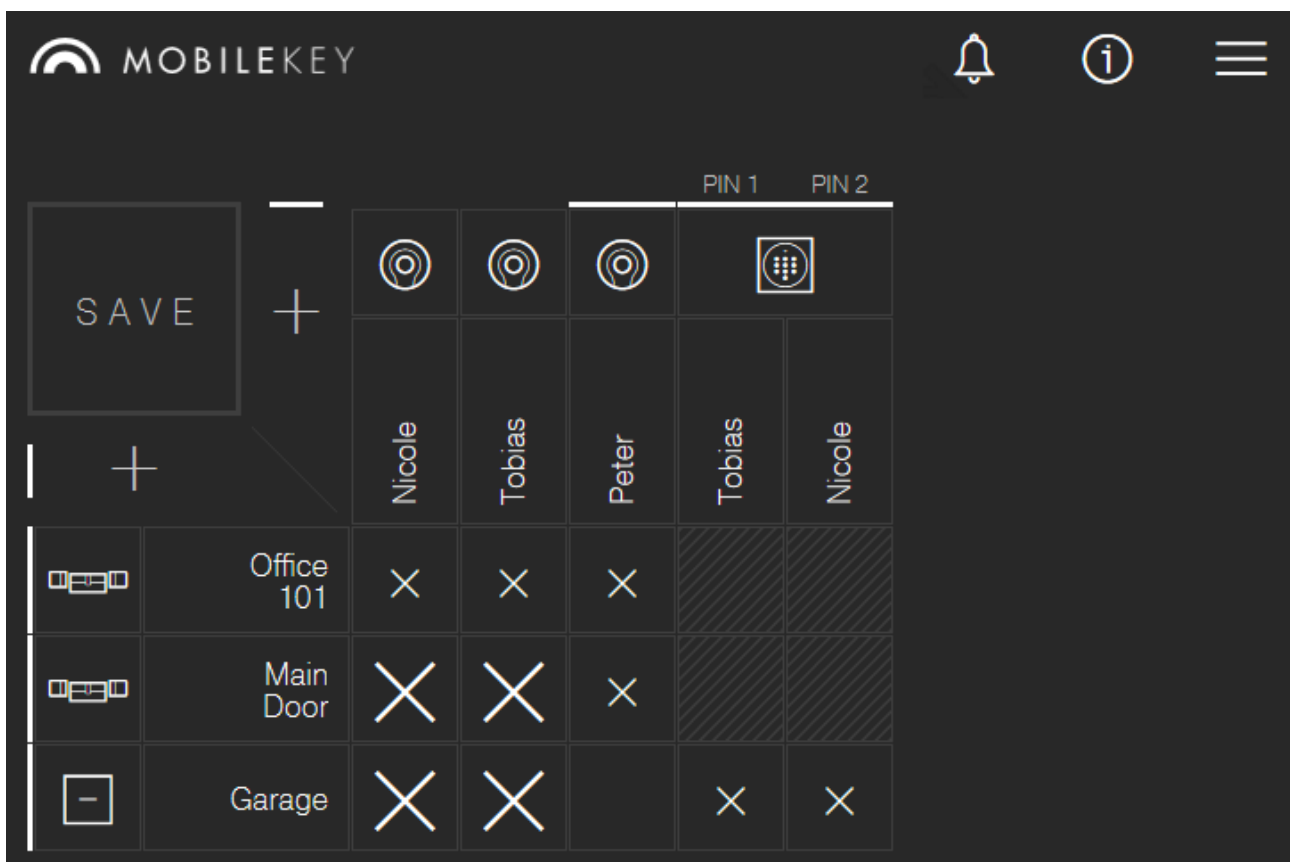 MOBILEKEY
PIN 1 PIN 2
SAVE
Nicole Tobias Peter Tobias Nicole
Office
101
Main
Door
Garage